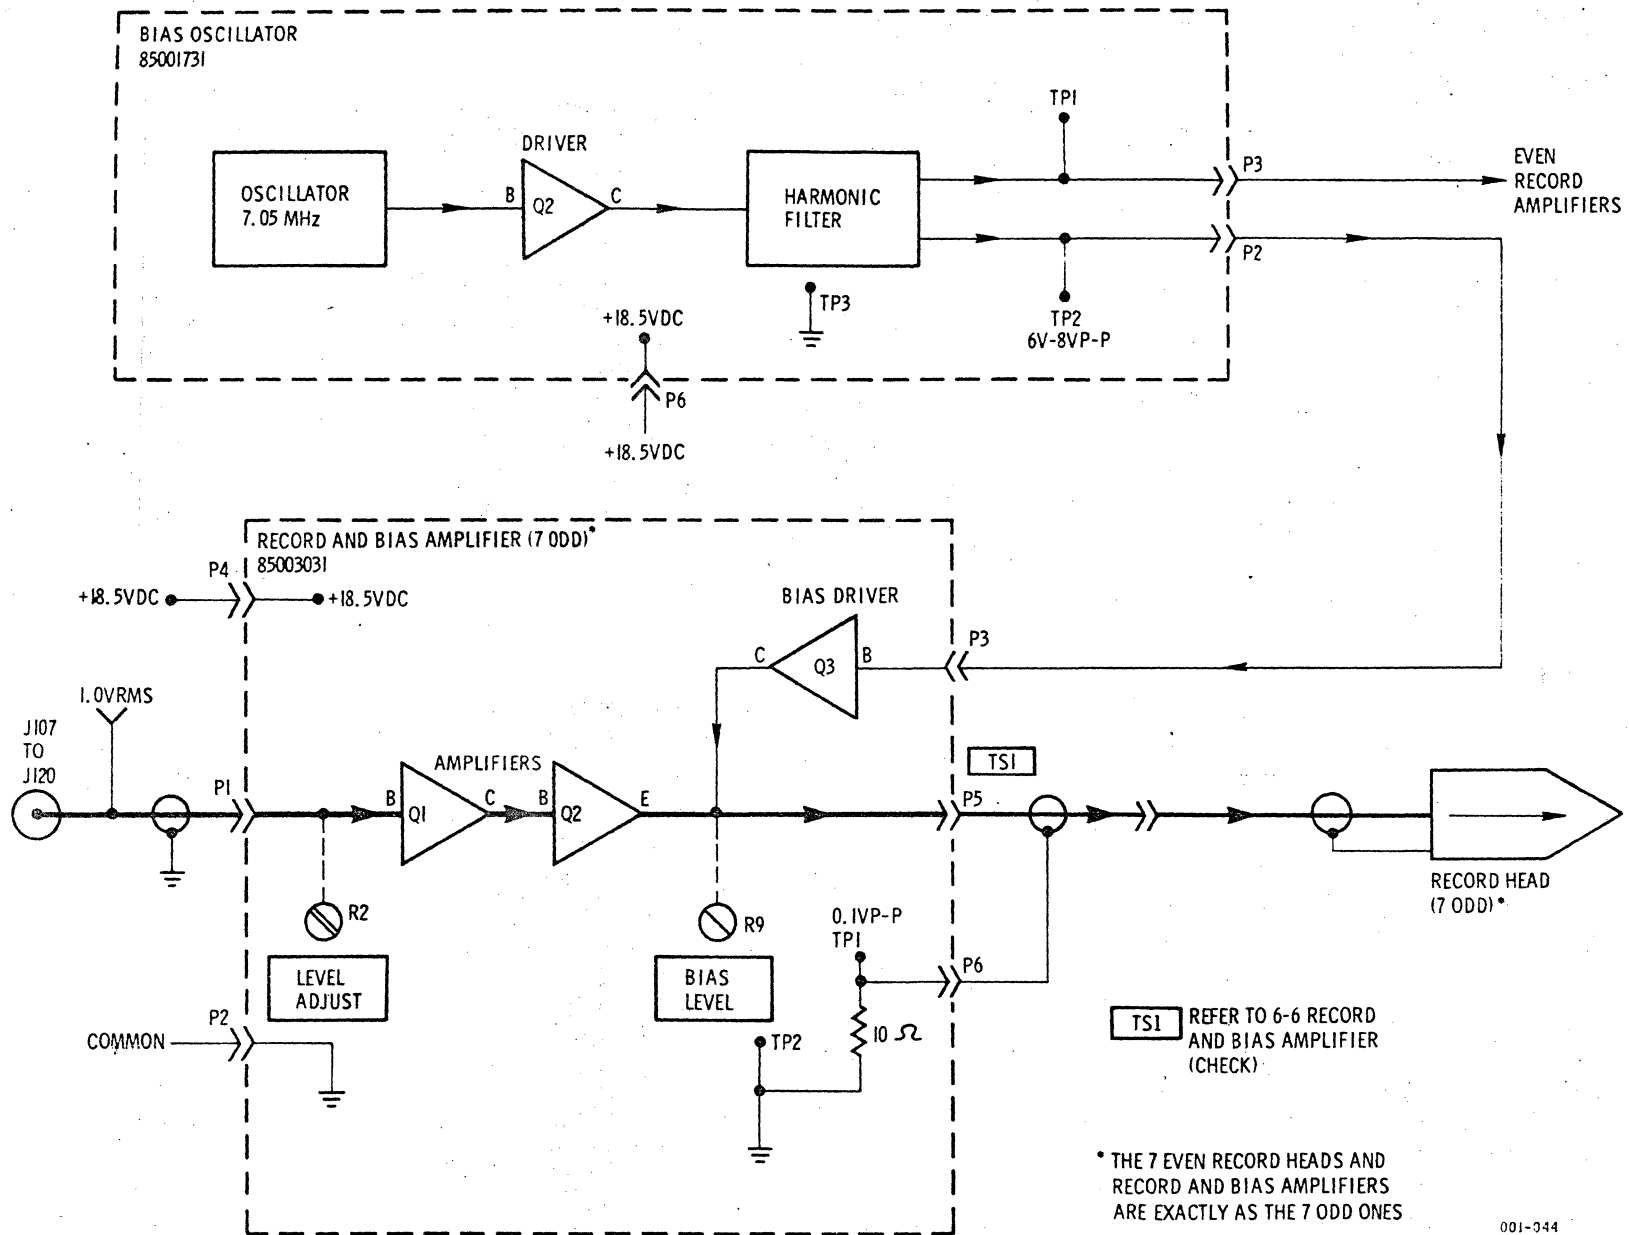 BIAS OSCILLATOR
85001731
OSCILLATOR
7.05 MHz
DRIVER
B
Q2
C
HARMONIC
FILTER
TP1
P3
EVEN
RECORD
AMPLIFIERS
P2
TP2
6V-8VP-P
TP3
+18.5VDC
P6
+18.5VDC
RECORD AND BIAS AMPLIFIER (7 ODD)*
85003031
P4
+18.5VDC
+18.5VDC
BIAS DRIVER
C
Q3
B
P3
1.0VRMS
J107
TO
J120
P1
AMPLIFIERS
B
Q1
C
B
Q2
E
TS1
P5
RECORD HEAD
(7 ODD)*
R2
LEVEL
ADJUST
R9
BIAS
LEVEL
0.1VP-P
TP1
P6
10 Ω
TP2
P2
COMMON
TS1
REFER TO 6-6 RECORD
AND BIAS AMPLIFIER
(CHECK)
* THE 7 EVEN RECORD HEADS AND
RECORD AND BIAS AMPLIFIERS
ARE EXACTLY AS THE 7 ODD ONES
001-044